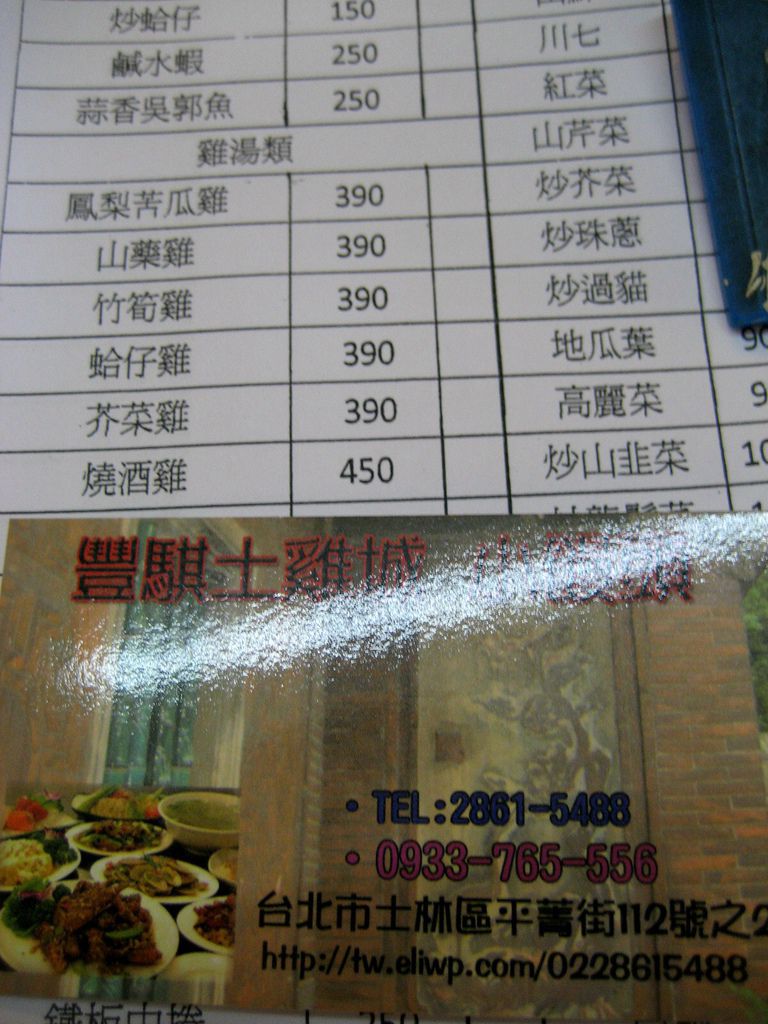 炒蛤仔 150
鹹水蝦 250 川七
蒜香吳郭魚 250 紅菜
雞湯類 山芹菜
鳳梨苦瓜雞 390 炒芥菜
山藥雞 390 炒珠蔥
竹筍雞 390 炒過貓
蛤仔雞 390 地瓜葉 90
芥菜雞 390 高麗菜 9
燒酒雞 450 炒山韭菜 10
豐騏土雞城
·TEL:2861-5488
·0933-765-556
台北市士林區平菁街112號之2
http://tw.eliwp.com/0228615488